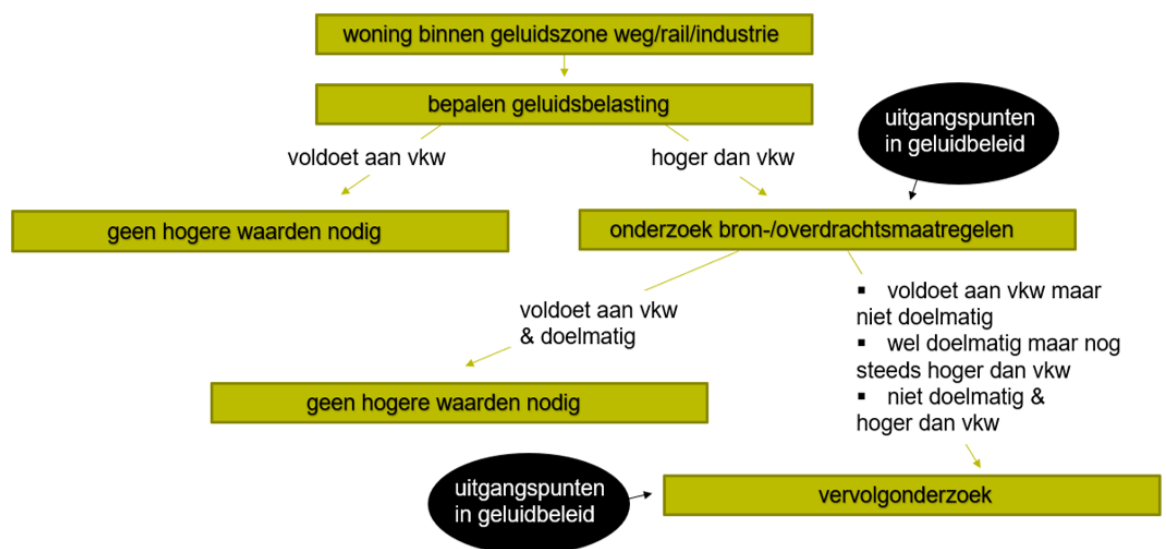 woning binnen geluidszone weg/rail/industrie
bepalen geluidsbelasting
uitgangspunten
in geluidbeleid
voldoet aan vkw
hoger dan vkw
geen hogere waarden nodig
onderzoek bron-/overdrachtsmaatregelen
voldoet aan vkw
& doelmatig
▪ voldoet aan vkw maar
niet doelmatig
▪ wel doelmatig maar nog
steeds hoger dan vkw
▪ niet doelmatig &
hoger dan vkw
geen hogere waarden nodig
uitgangspunten
in geluidbeleid
vervolgonderzoek